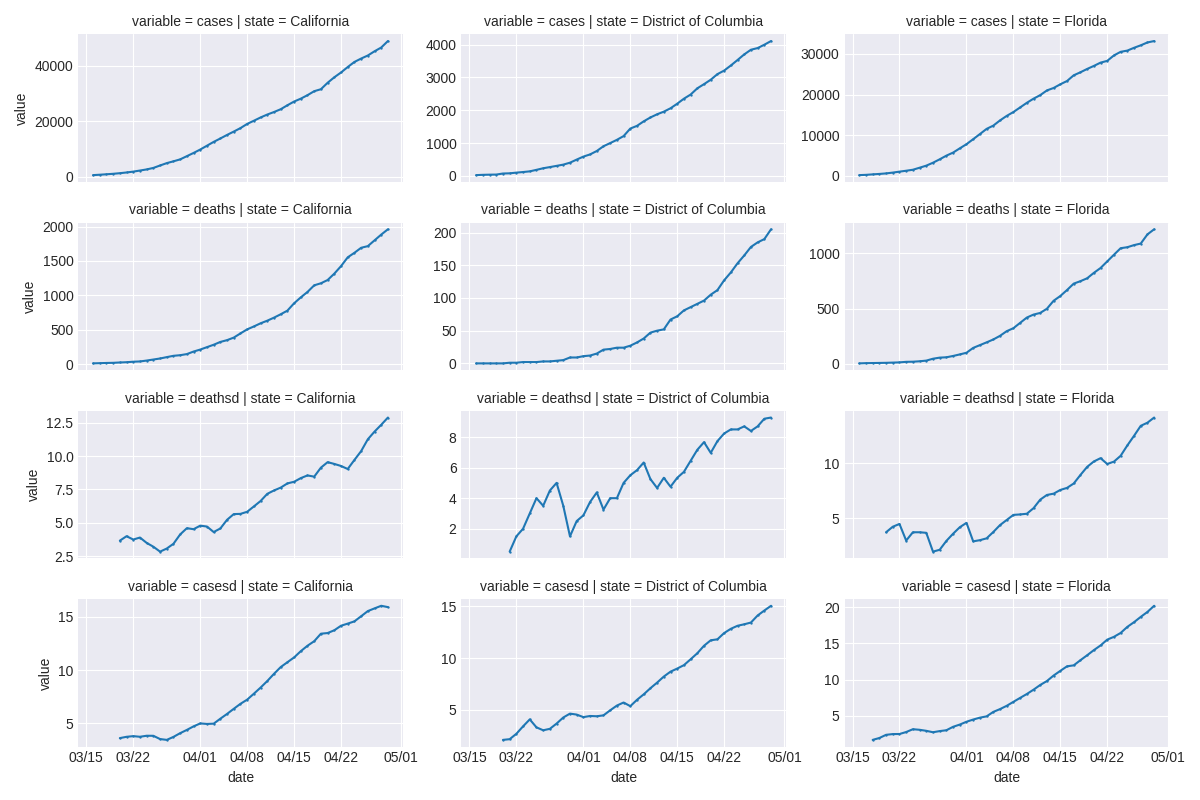 variable = cases | state = California
variable = cases | state = District of Columbia
variable = cases | state = Florida
value
40000
20000
0
4000
3000
2000
1000
0
30000
20000
10000
0
variable = deaths | state = California
variable = deaths | state = District of Columbia
variable = deaths | state = Florida
value
2000
1500
1000
500
0
200
150
100
50
0
1000
500
0
variable = deathsd | state = California
variable = deathsd | state = District of Columbia
variable = deathsd | state = Florida
value
12.5
10.0
7.5
5.0
2.5
8
6
4
2
10
5
variable = casesd | state = California
variable = casesd | state = District of Columbia
variable = casesd | state = Florida
value
15
10
5
15
10
5
20
15
10
5
03/15 03/22 04/01 04/08 04/15 04/22 05/01
03/15 03/22 04/01 04/08 04/15 04/22 05/01
03/15 03/22 04/01 04/08 04/15 04/22 05/01
date
date
date